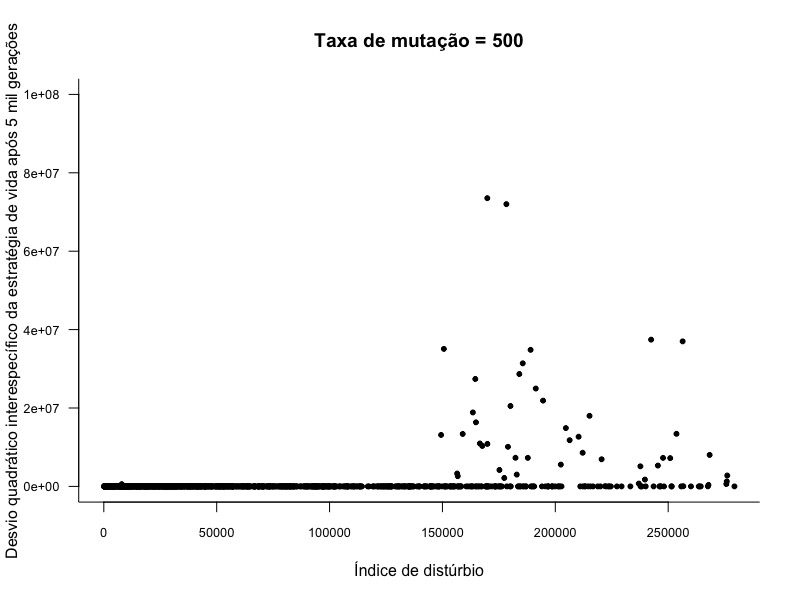 Taxa de mutação = 500
Desvio quadrático interespecífico da estratégia de vida após 5 mil gerações
1e+08
8e+07
6e+07
4e+07
2e+07
0e+00
0 50000 100000 150000 200000 250000
Índice de distúrbio